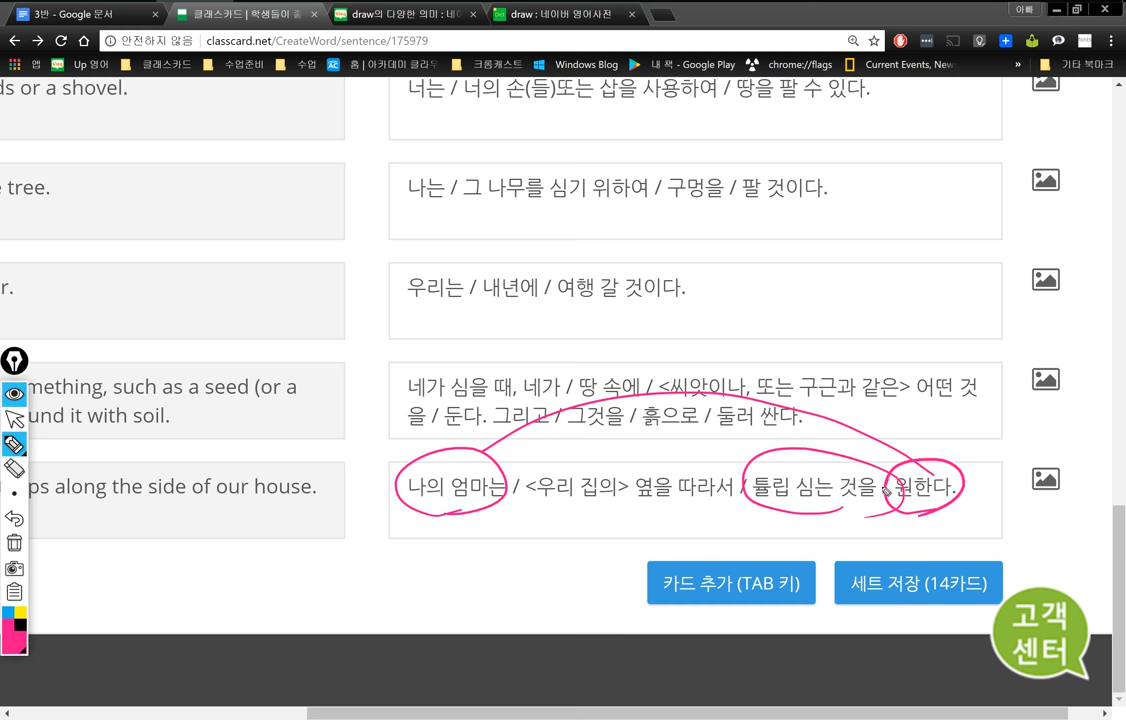 3반 - Google 문서
클래스카드 | 학생들이 좋
draw의 다양한 의미 : 네이
draw : 네이버 영어사전
아빠
안전하지 않음
classcard.net/CreateWord/sentence/175979
앱
Up 영어
클래스카드
수업준비
수업
홈 | 아카데미 클라우
크롬캐스트
Windows Blog
내 책 - Google Play
chrome://flags
Current Events, New
»
기타 북마크
ds or a shovel.
너는 / 너의 손(들)또는 삽을 사용하여 / 땅을 팔 수 있다.
e tree.
나는 / 그 나무를 심기 위하여 / 구멍을 / 팔 것이다.
r.
우리는 / 내년에 / 여행 갈 것이다.
mething, such as a seed (or a
und it with soil.
네가 심을 때, 네가 / 땅 속에 / <씨앗이나, 또는 구근과 같은> 어떤 것
을 / 둔다. 그리고 / 그것을 / 흙으로 / 둘러 싼다.
ps along the side of our house.
나의 엄마는 / <우리 집의> 옆을 따라서 / 튤립 심는 것을 / 원한다.
카드 추가 (TAB 키)
세트 저장 (14카드)
고객
센터